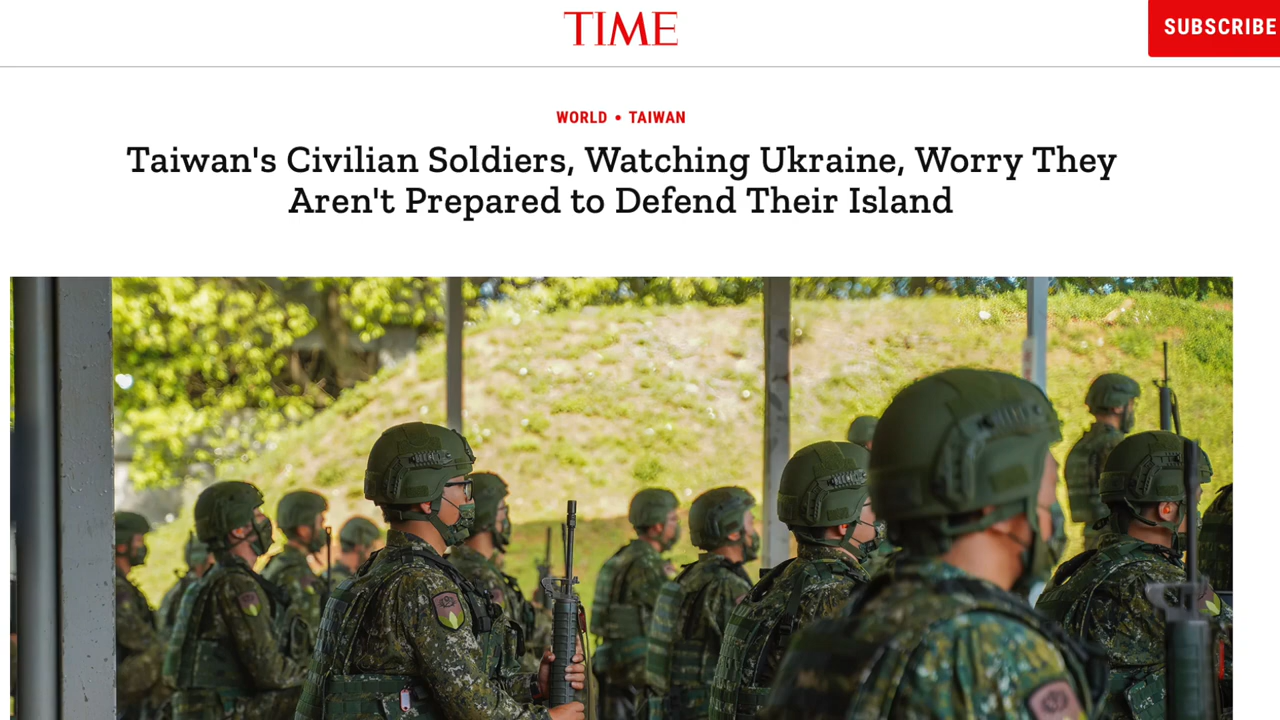 TIME
SUBSCRIBE
WORLD • TAIWAN
Taiwan's Civilian Soldiers, Watching Ukraine, Worry They
Aren't Prepared to Defend Their Island